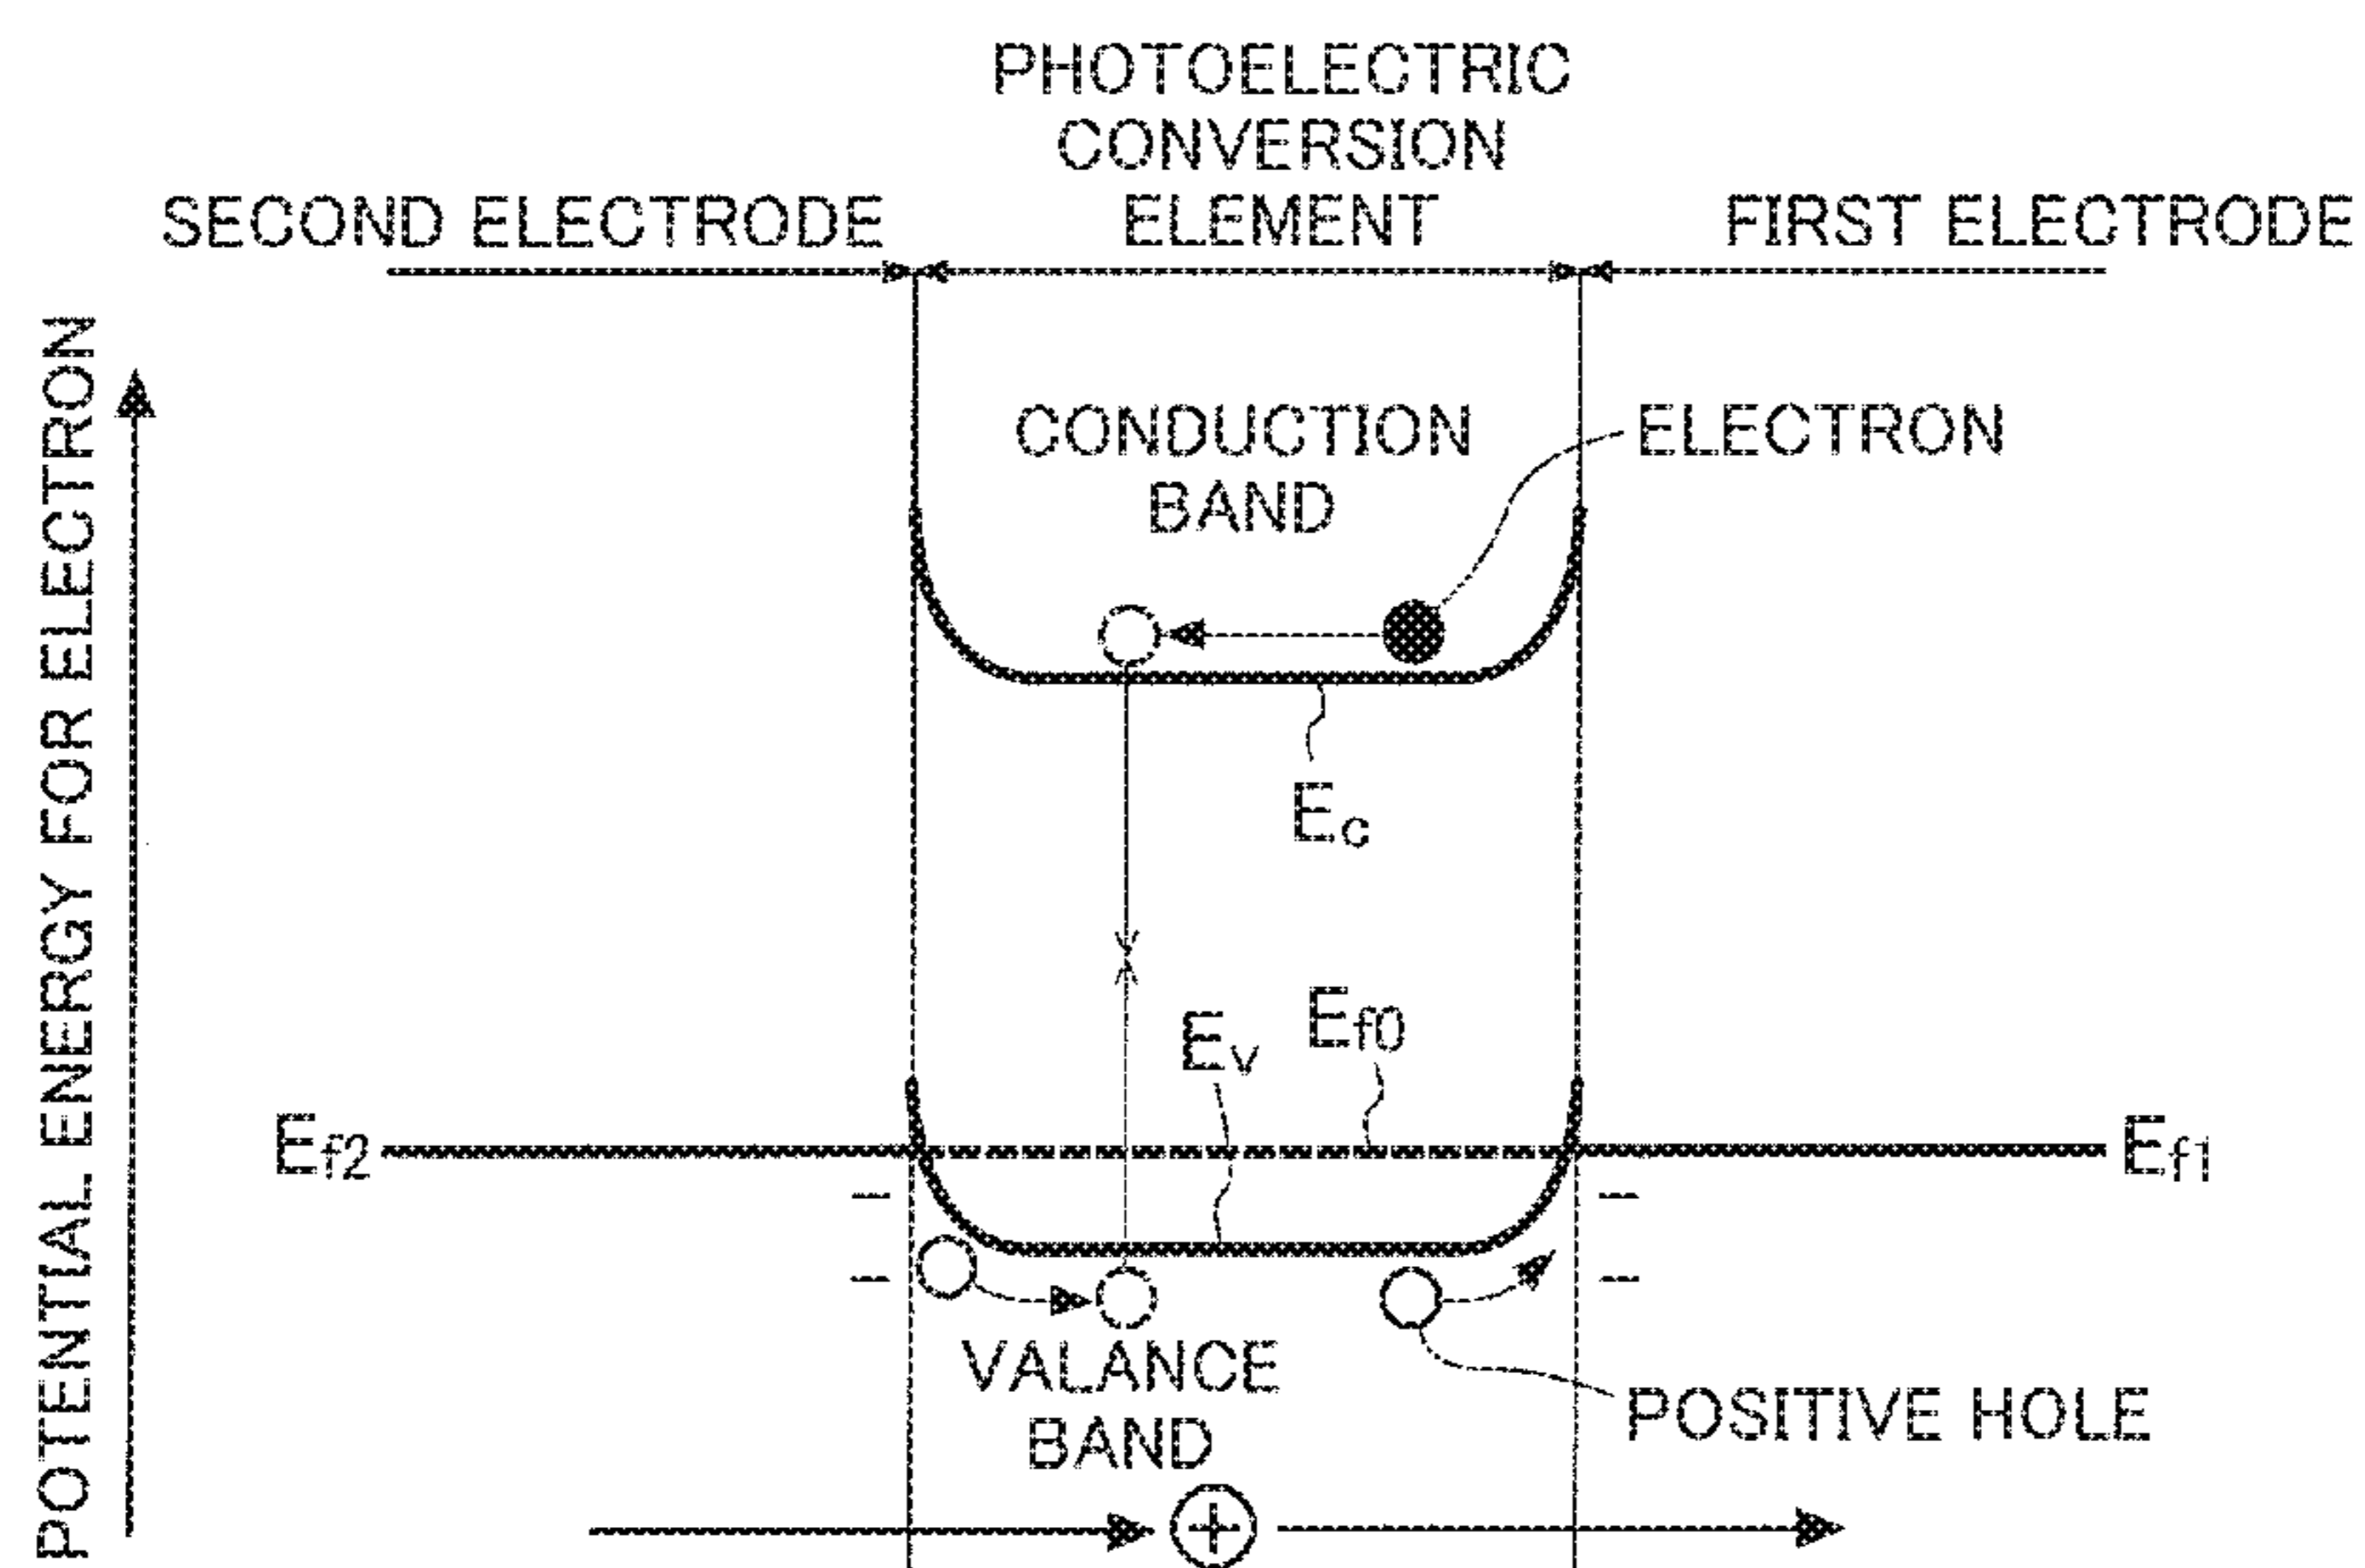 PHOTOELECTRIC
CONVERSION
ELEMENT
SECOND ELECTRODE
FIRST ELECTRODE
POTENTIAL ENERGY FOR ELECTRON
CONDUCTION
BAND
ELECTRON
Ec
Ef0
Ev
Ef2
Ef1
− −
− −
VALANCE
BAND
POSITIVE HOLE
+